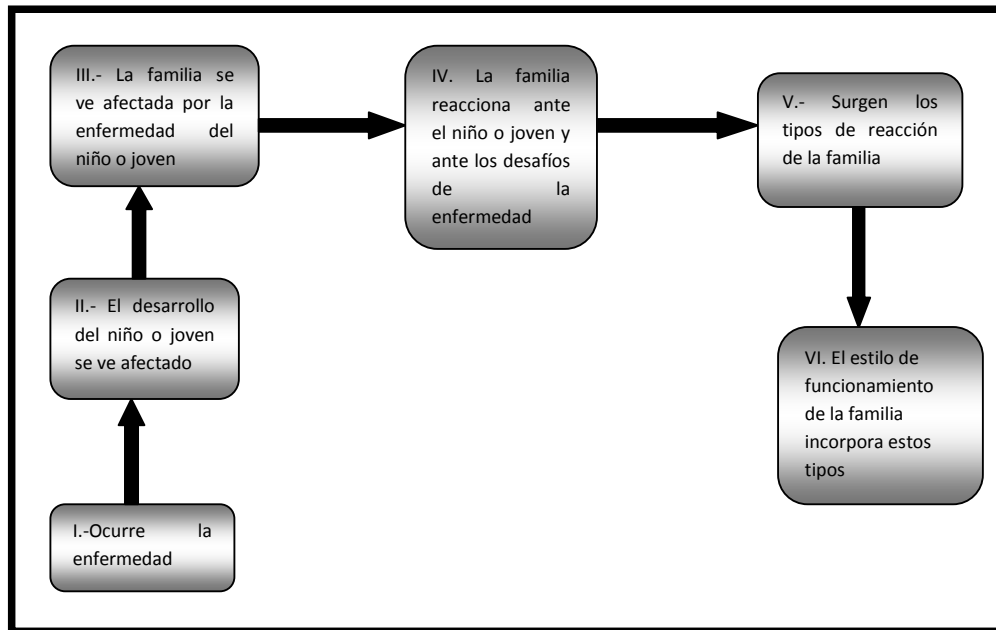 III.- La familia se
ve afectada por la
enfermedad del
niño o joven
IV. La familia
reacciona ante
el niño o joven y
ante los desafíos
de la
enfermedad
V.- Surgen los
tipos de reacción
de la familia
II.- El desarrollo
del niño o joven
se ve afectado
VI. El estilo de
funcionamiento
de la familia
incorpora estos
tipos
I.-Ocurre la
enfermedad